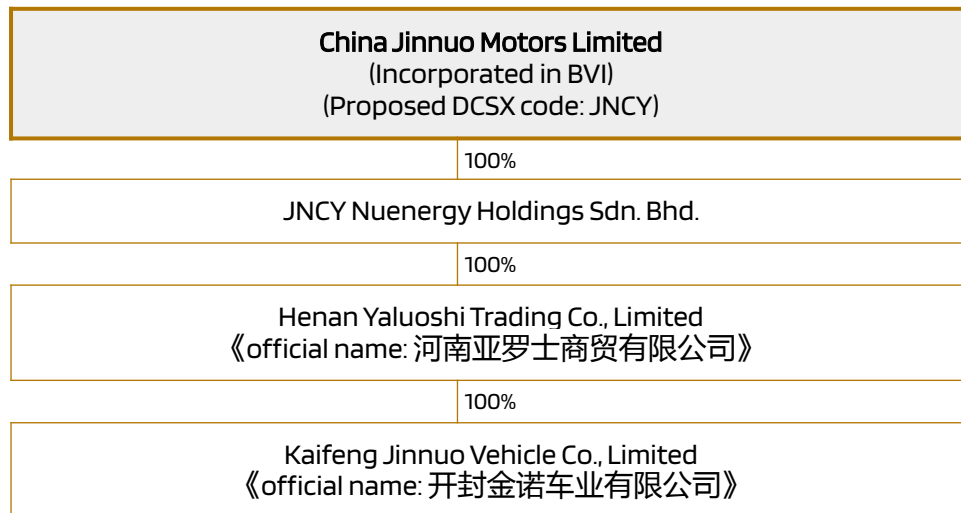 China Jinnuo Motors Limited
(Incorporated in BVI)
(Proposed DCSX code: JNCY)
100%
JNCY Nuenergy Holdings Sdn. Bhd.
100%
Henan Yaluoshi Trading Co., Limited
《official name: 河南亚罗士商贸有限公司》
100%
Kaifeng Jinnuo Vehicle Co., Limited
《official name: 开封金诺车业有限公司》